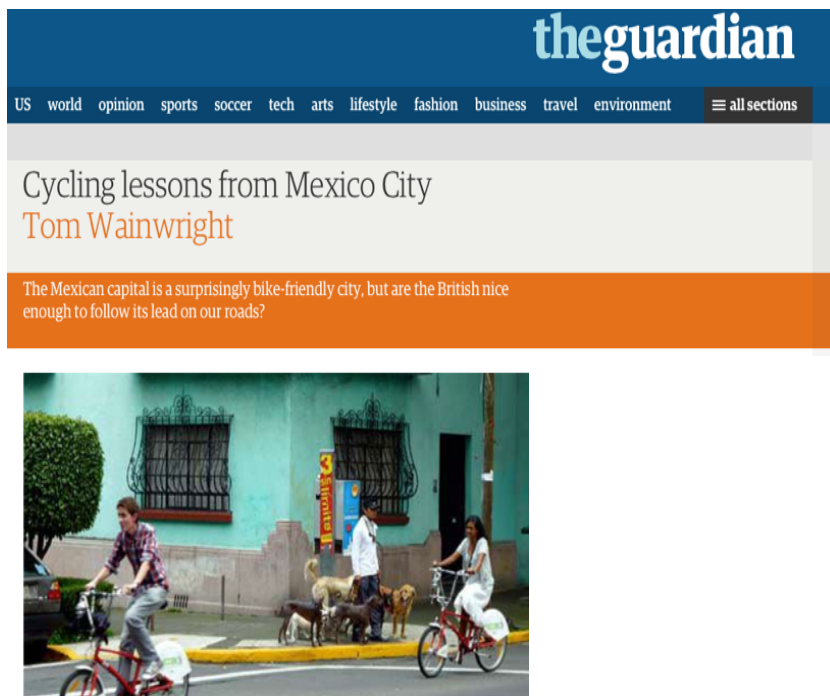 theguardian
US world opinion sports soccer tech arts lifestyle fashion business travel environment all sections
Cycling lessons from Mexico City
Tom Wainwright
The Mexican capital is a surprisingly bike-friendly city, but are the British nice
enough to follow its lead on our roads?
3
sin
limite